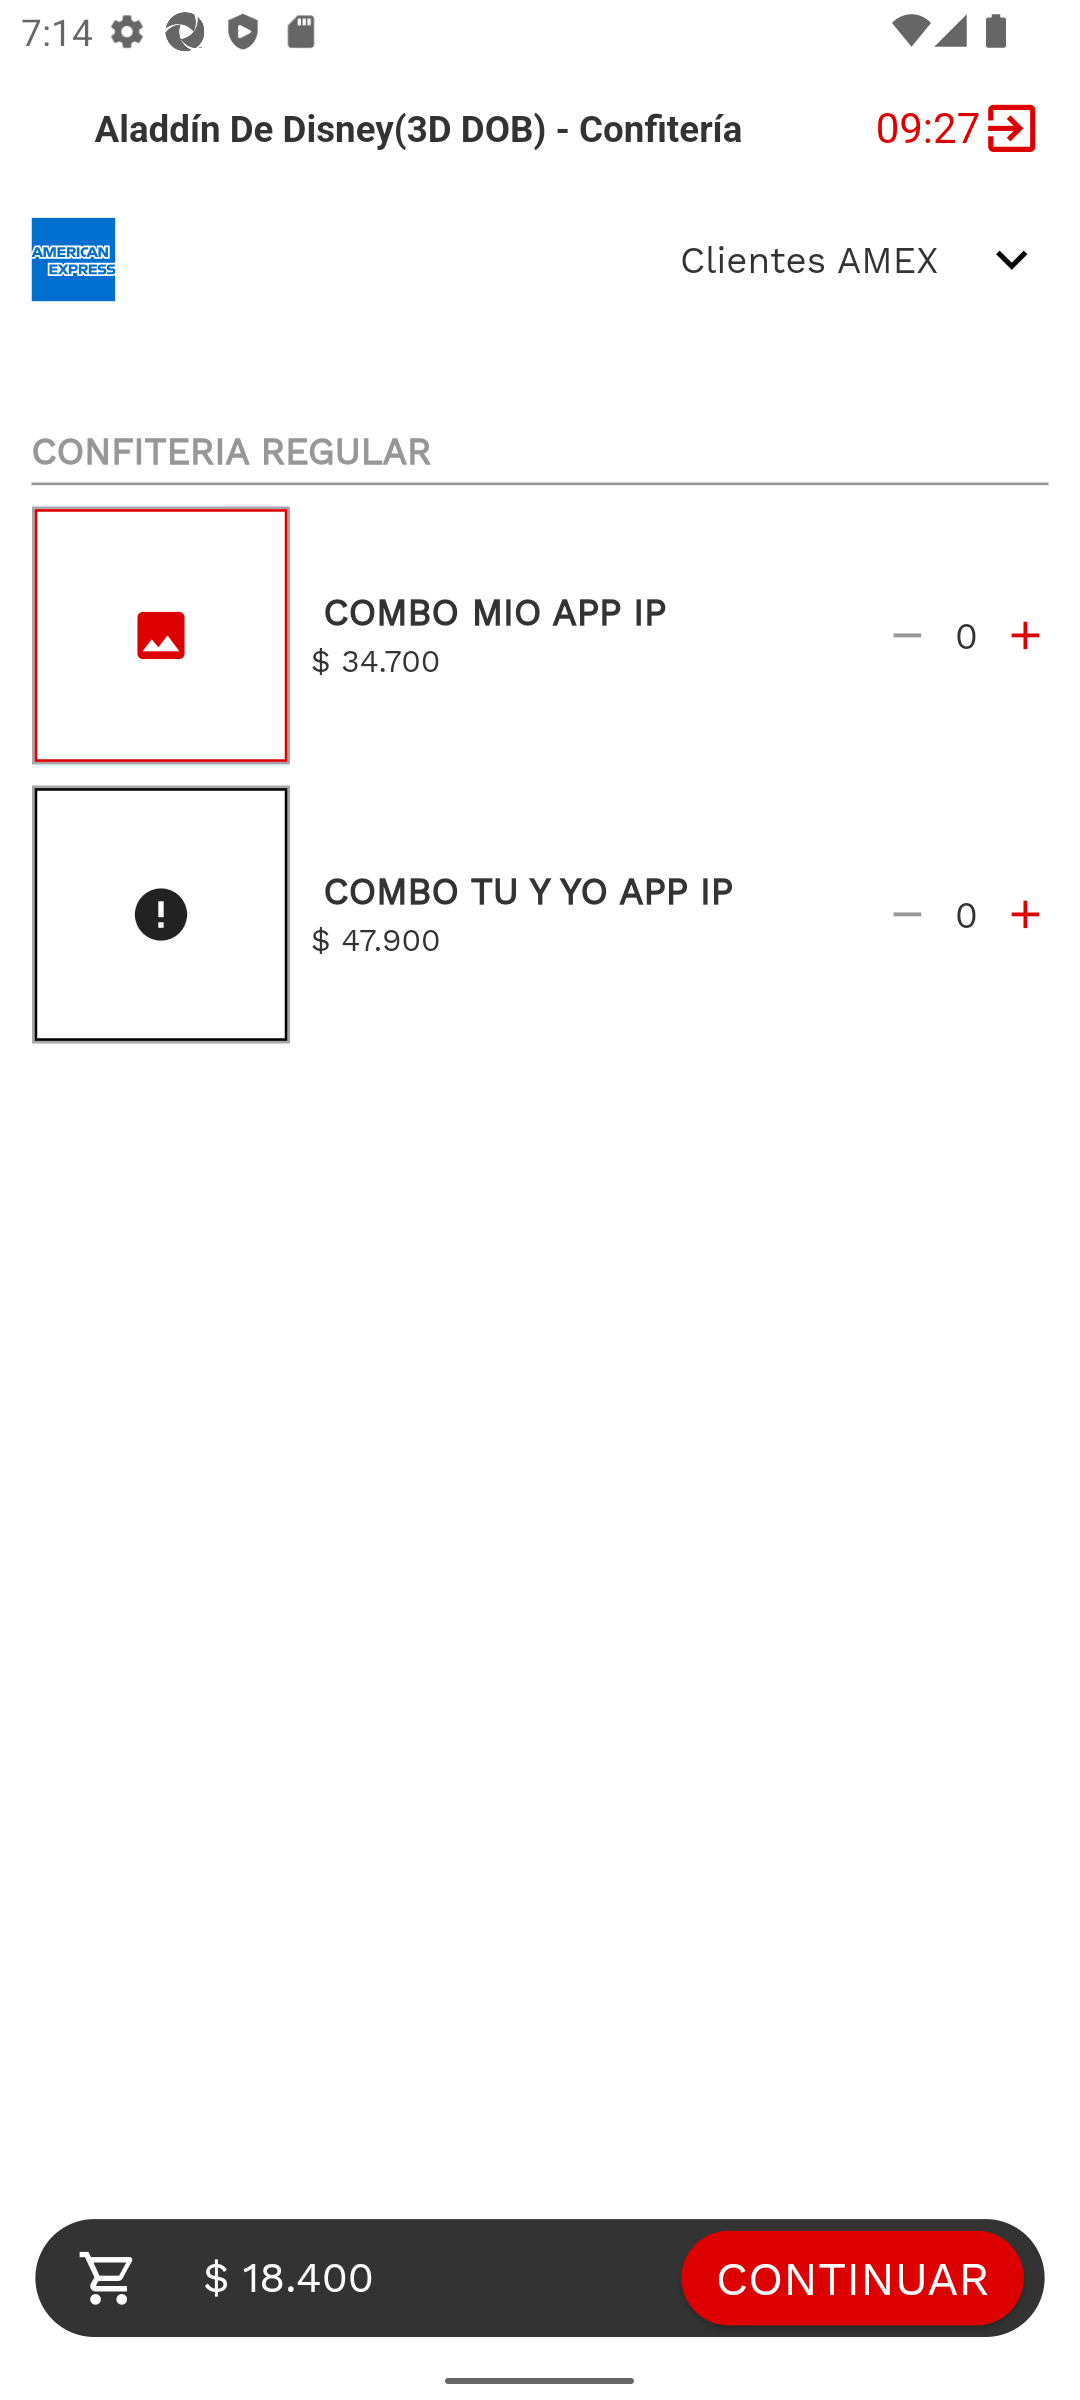 7:14
Aladdín De Disney(3D DOB) - Confitería
09:27
AMERICAN
EXPRESS
Clientes AMEX
CONFITERIA REGULAR
COMBO MIO APP IP
$ 34.700
0
COMBO TU Y YO APP IP
$ 47.900
0
$ 18.400
CONTINUAR